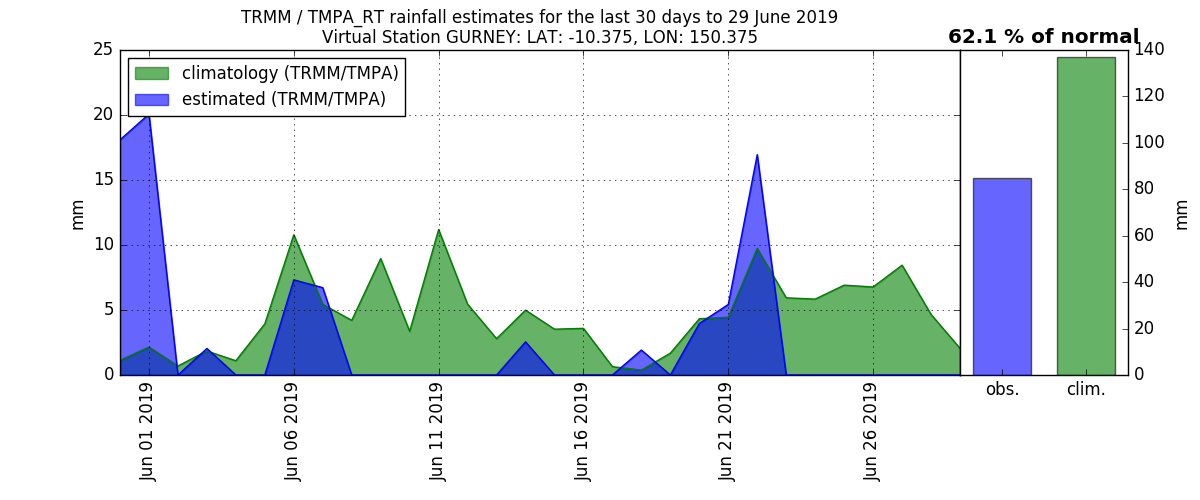 TRMM / TMPA_RT rainfall estimates for the last 30 days to 29 June 2019
Virtual Station GURNEY: LAT: -10.375, LON: 150.375
62.1 % of normal
climatology (TRMM/TMPA)
estimated (TRMM/TMPA)
25
20
15
10
5
0
mm
Jun 01 2019
Jun 06 2019
Jun 11 2019
Jun 16 2019
Jun 21 2019
Jun 26 2019
140
120
100
80
60
40
20
0
mm
obs.
clim.